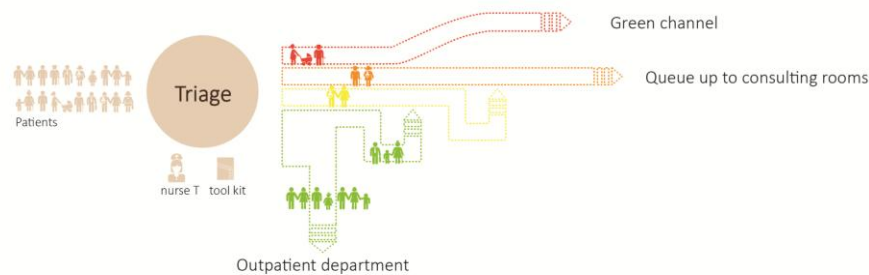 Green channel
Triage
Queue up to consulting rooms
Patients
nurse T
tool kit
Outpatient department